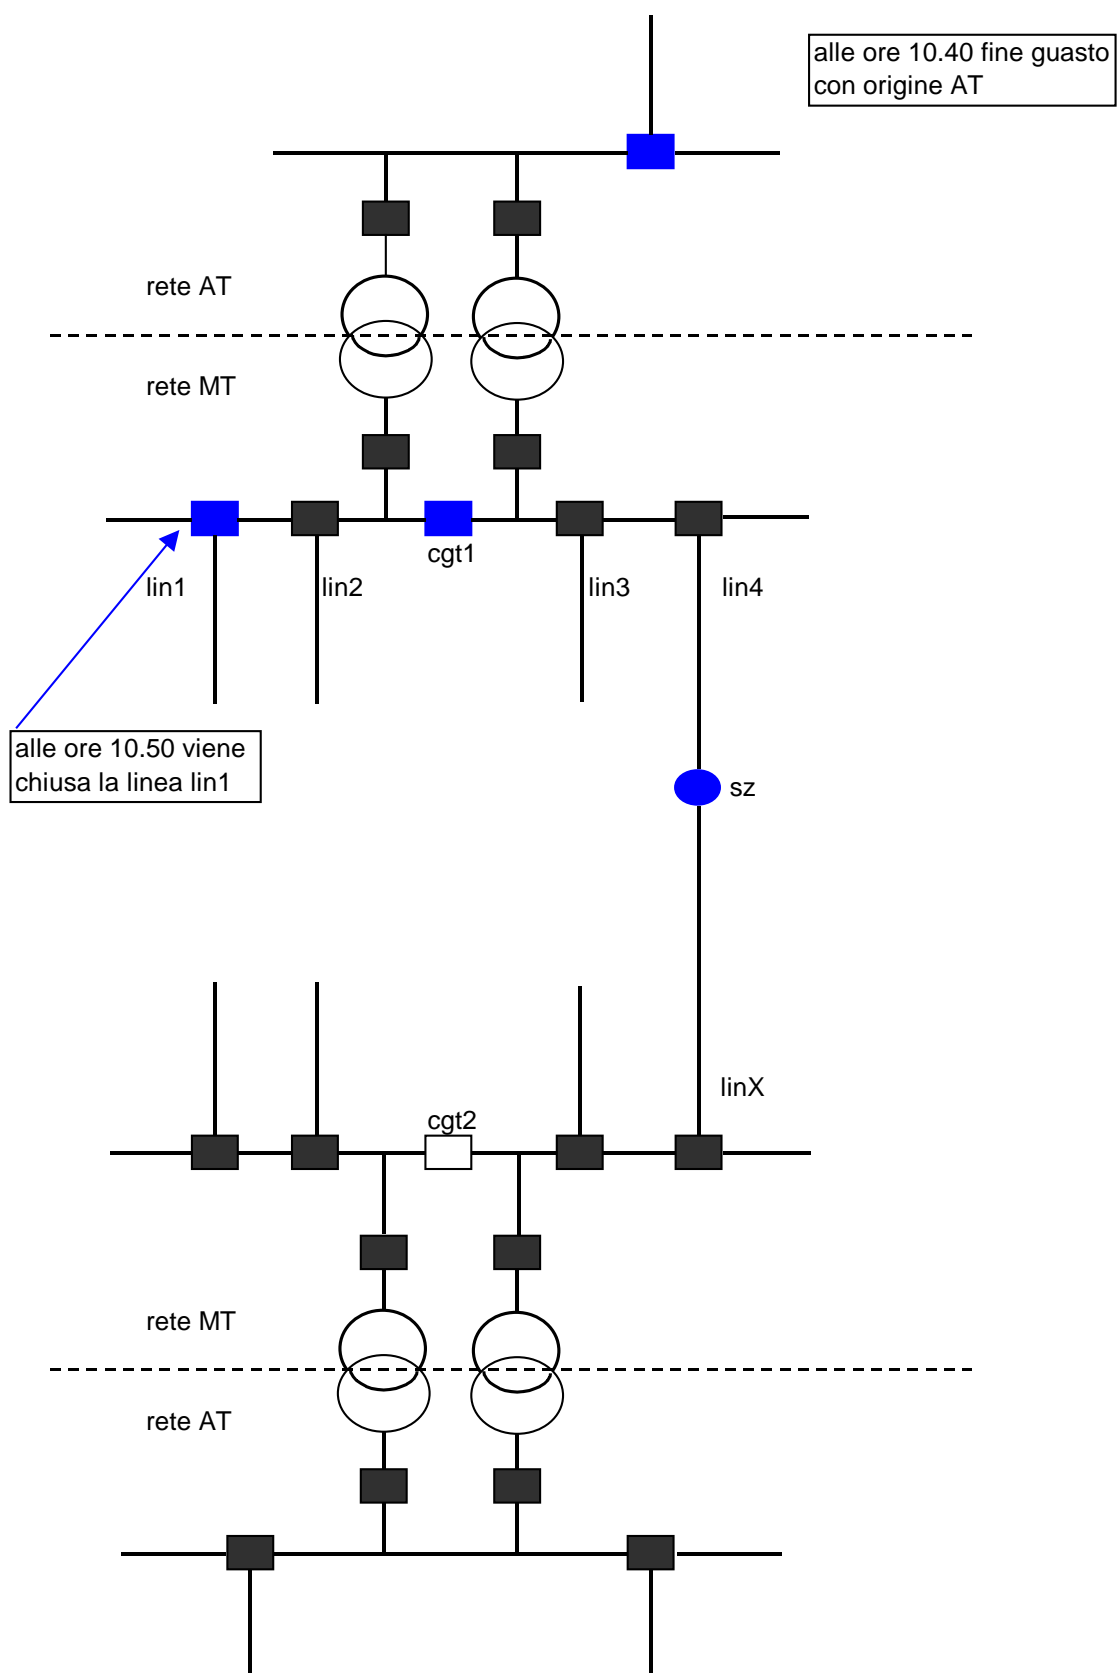 alle ore 10.40 fine guasto
con origine AT
rete AT
rete MT
cgt1
lin1
lin2
lin3
lin4
alle ore 10.50 viene
chiusa la linea lin1
sz
linX
cgt2
rete MT
rete AT